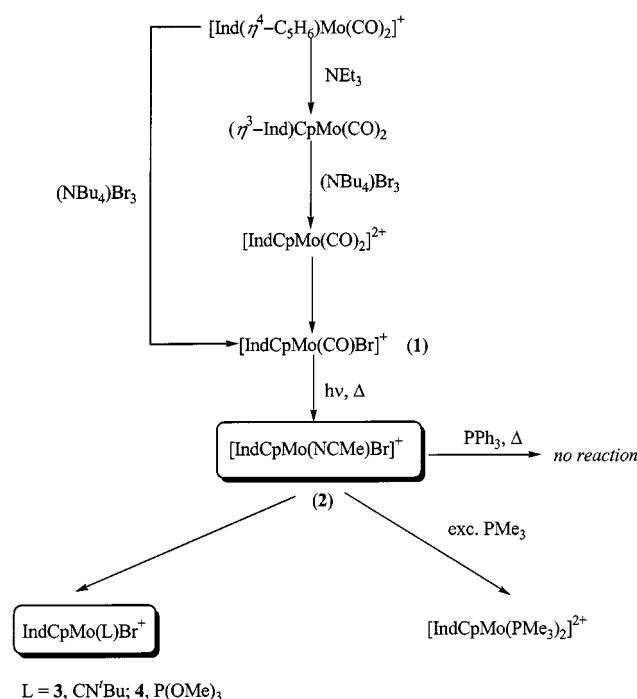 [Ind(η⁴–C₅H₆)Mo(CO)₂]⁺
NEt₃
(η³–Ind)CpMo(CO)₂
(NBu₄)Br₃
(NBu₄)Br₃
[IndCpMo(CO)₂]²⁺
[IndCpMo(CO)Br]⁺ (1)
hν, Δ
[IndCpMo(NCMe)Br]⁺
PPh₃, Δ
no reaction
(2)
exc. PMe₃
IndCpMo(L)Br⁺
[IndCpMo(PMe₃)₂]²⁺
L = 3, CNᵗBu; 4, P(OMe)₃